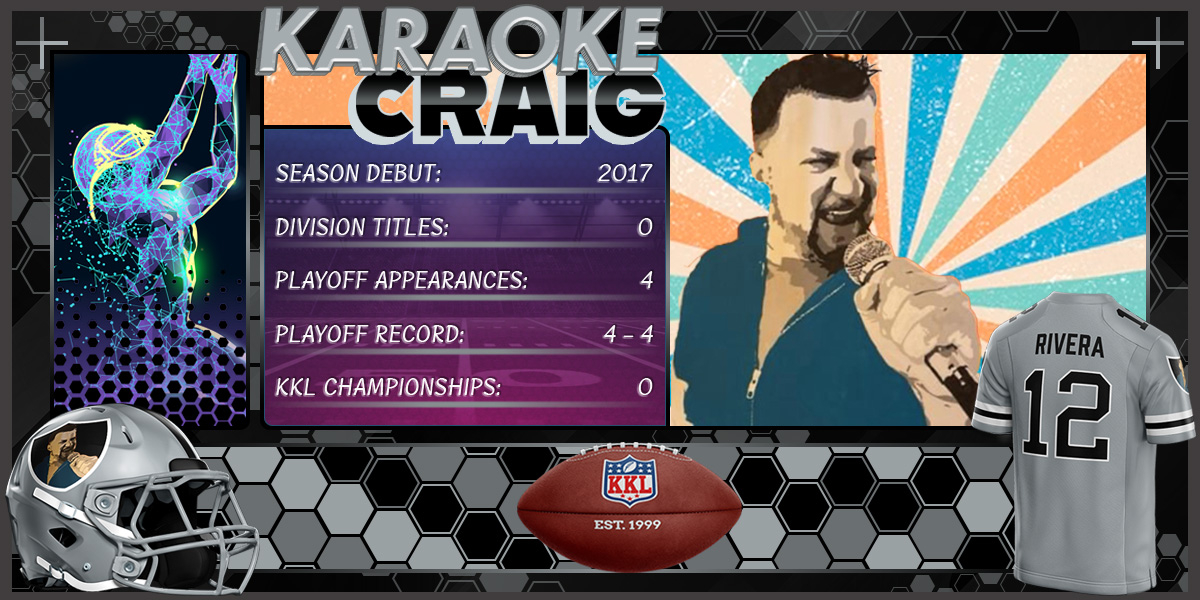 KARAOKE
CRAIG
SEASON DEBUT: 2017
DIVISION TITLES: 0
PLAYOFF APPEARANCES: 4
PLAYOFF RECORD: 4 – 4
KKL CHAMPIONSHIPS: 0
RIVERA
12
KKL
EST. 1999